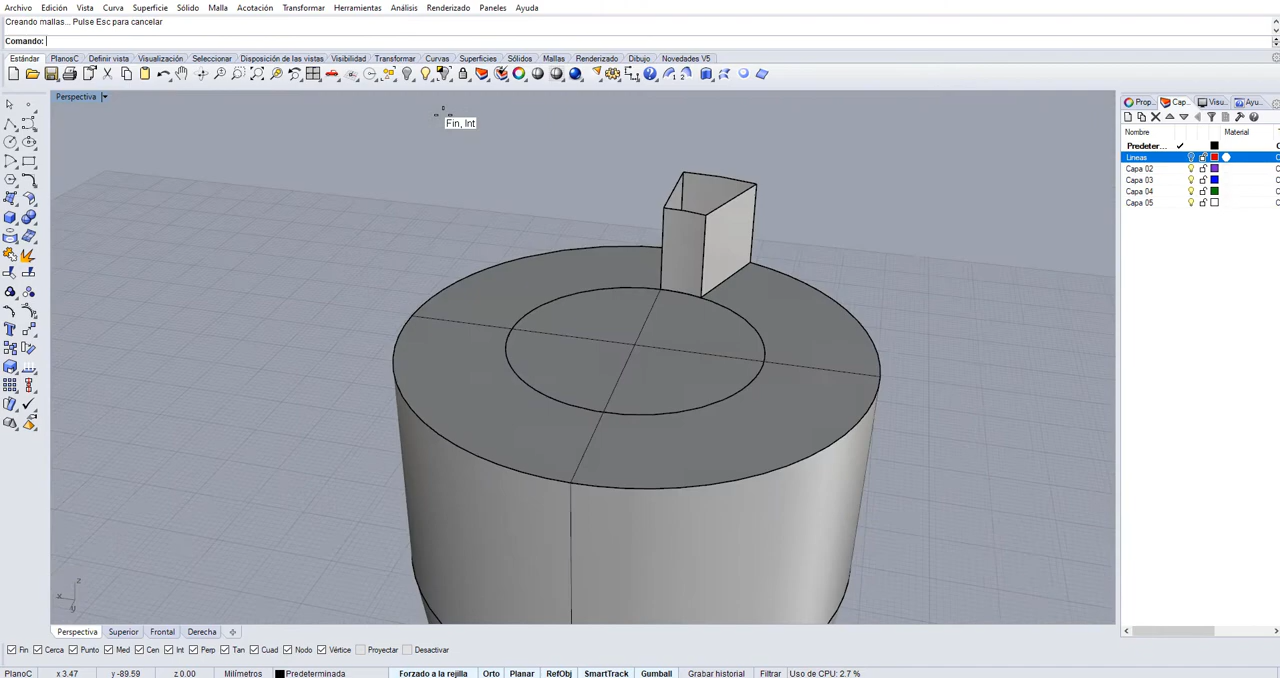 Archivo Edición Vista Curva Superficie Sólido Malla Acotación Transformar Herramientas Análisis Renderizado Paneles Ayuda
Creando mallas... Pulse Esc para cancelar
Comando:
Estándar PlanosC Definir vista Visualización Seleccionar Disposición de las vistas Visibilidad Transformar Curvas Superficies Sólidos Mallas Renderizado Dibujo Novedades V5
Perspectiva
Fin, Int
Prop... Cap... Visu... Ayu...
Nombre Material
Predeter...
Lineas
Capa 02
Capa 03
Capa 04
Capa 05
z
x
y
Perspectiva Superior Frontal Derecha
Fin Cerca Punto Med Cen Int Perp Tan Cuad Nodo Vértice Proyectar Desactivar
PlanoC x 3.47 y -89.59 z 0.00 Milímetros Predeterminada Forzado a la rejilla Orto Planar RefObj SmartTrack Gumball Grabar historial Filtrar Uso de CPU: 2.7 %